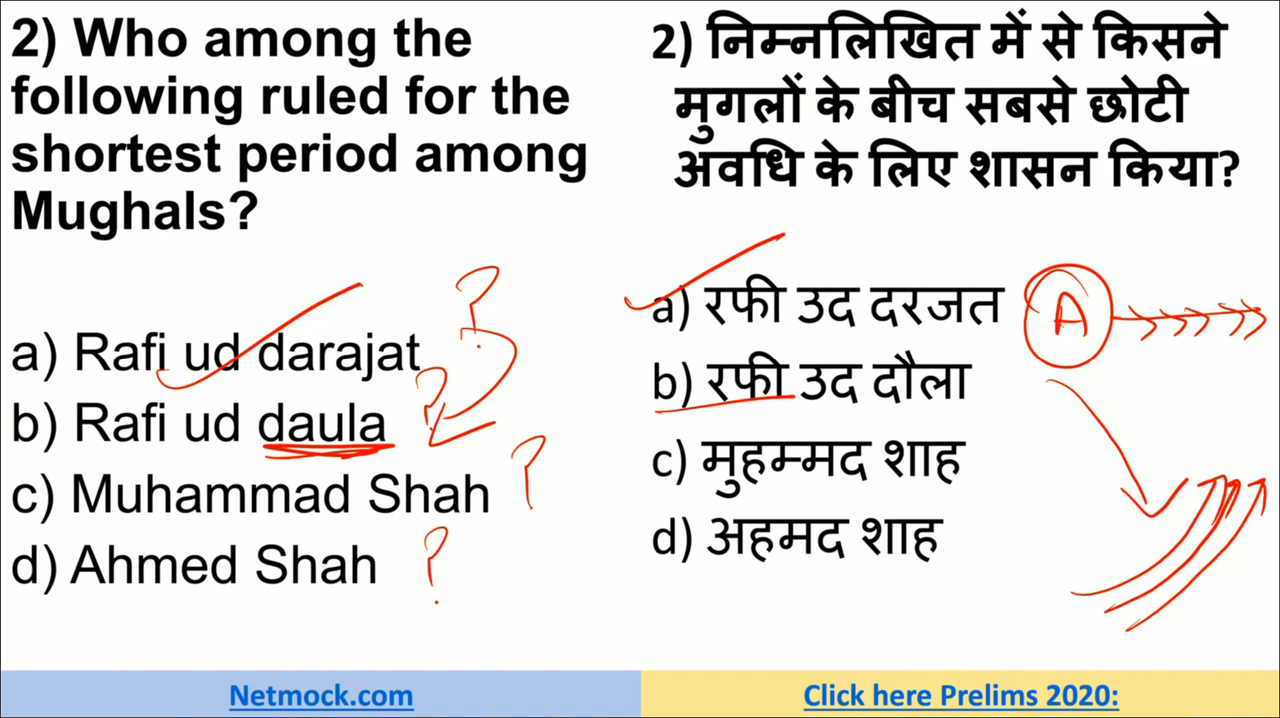 2) Who among the
following ruled for the
shortest period among
Mughals?
a) Rafi ud darajat
b) Rafi ud daula
c) Muhammad Shah
d) Ahmed Shah
2) निम्नलिखित में से किसने
मुगलों के बीच सबसे छोटी
अवधि के लिए शासन किया?
a) रफी उद दरजत
b) रफी उद दौला
c) मुहम्मद शाह
d) अहमद शाह
A
? 
?
?
?
Netmock.com
Click here Prelims 2020: